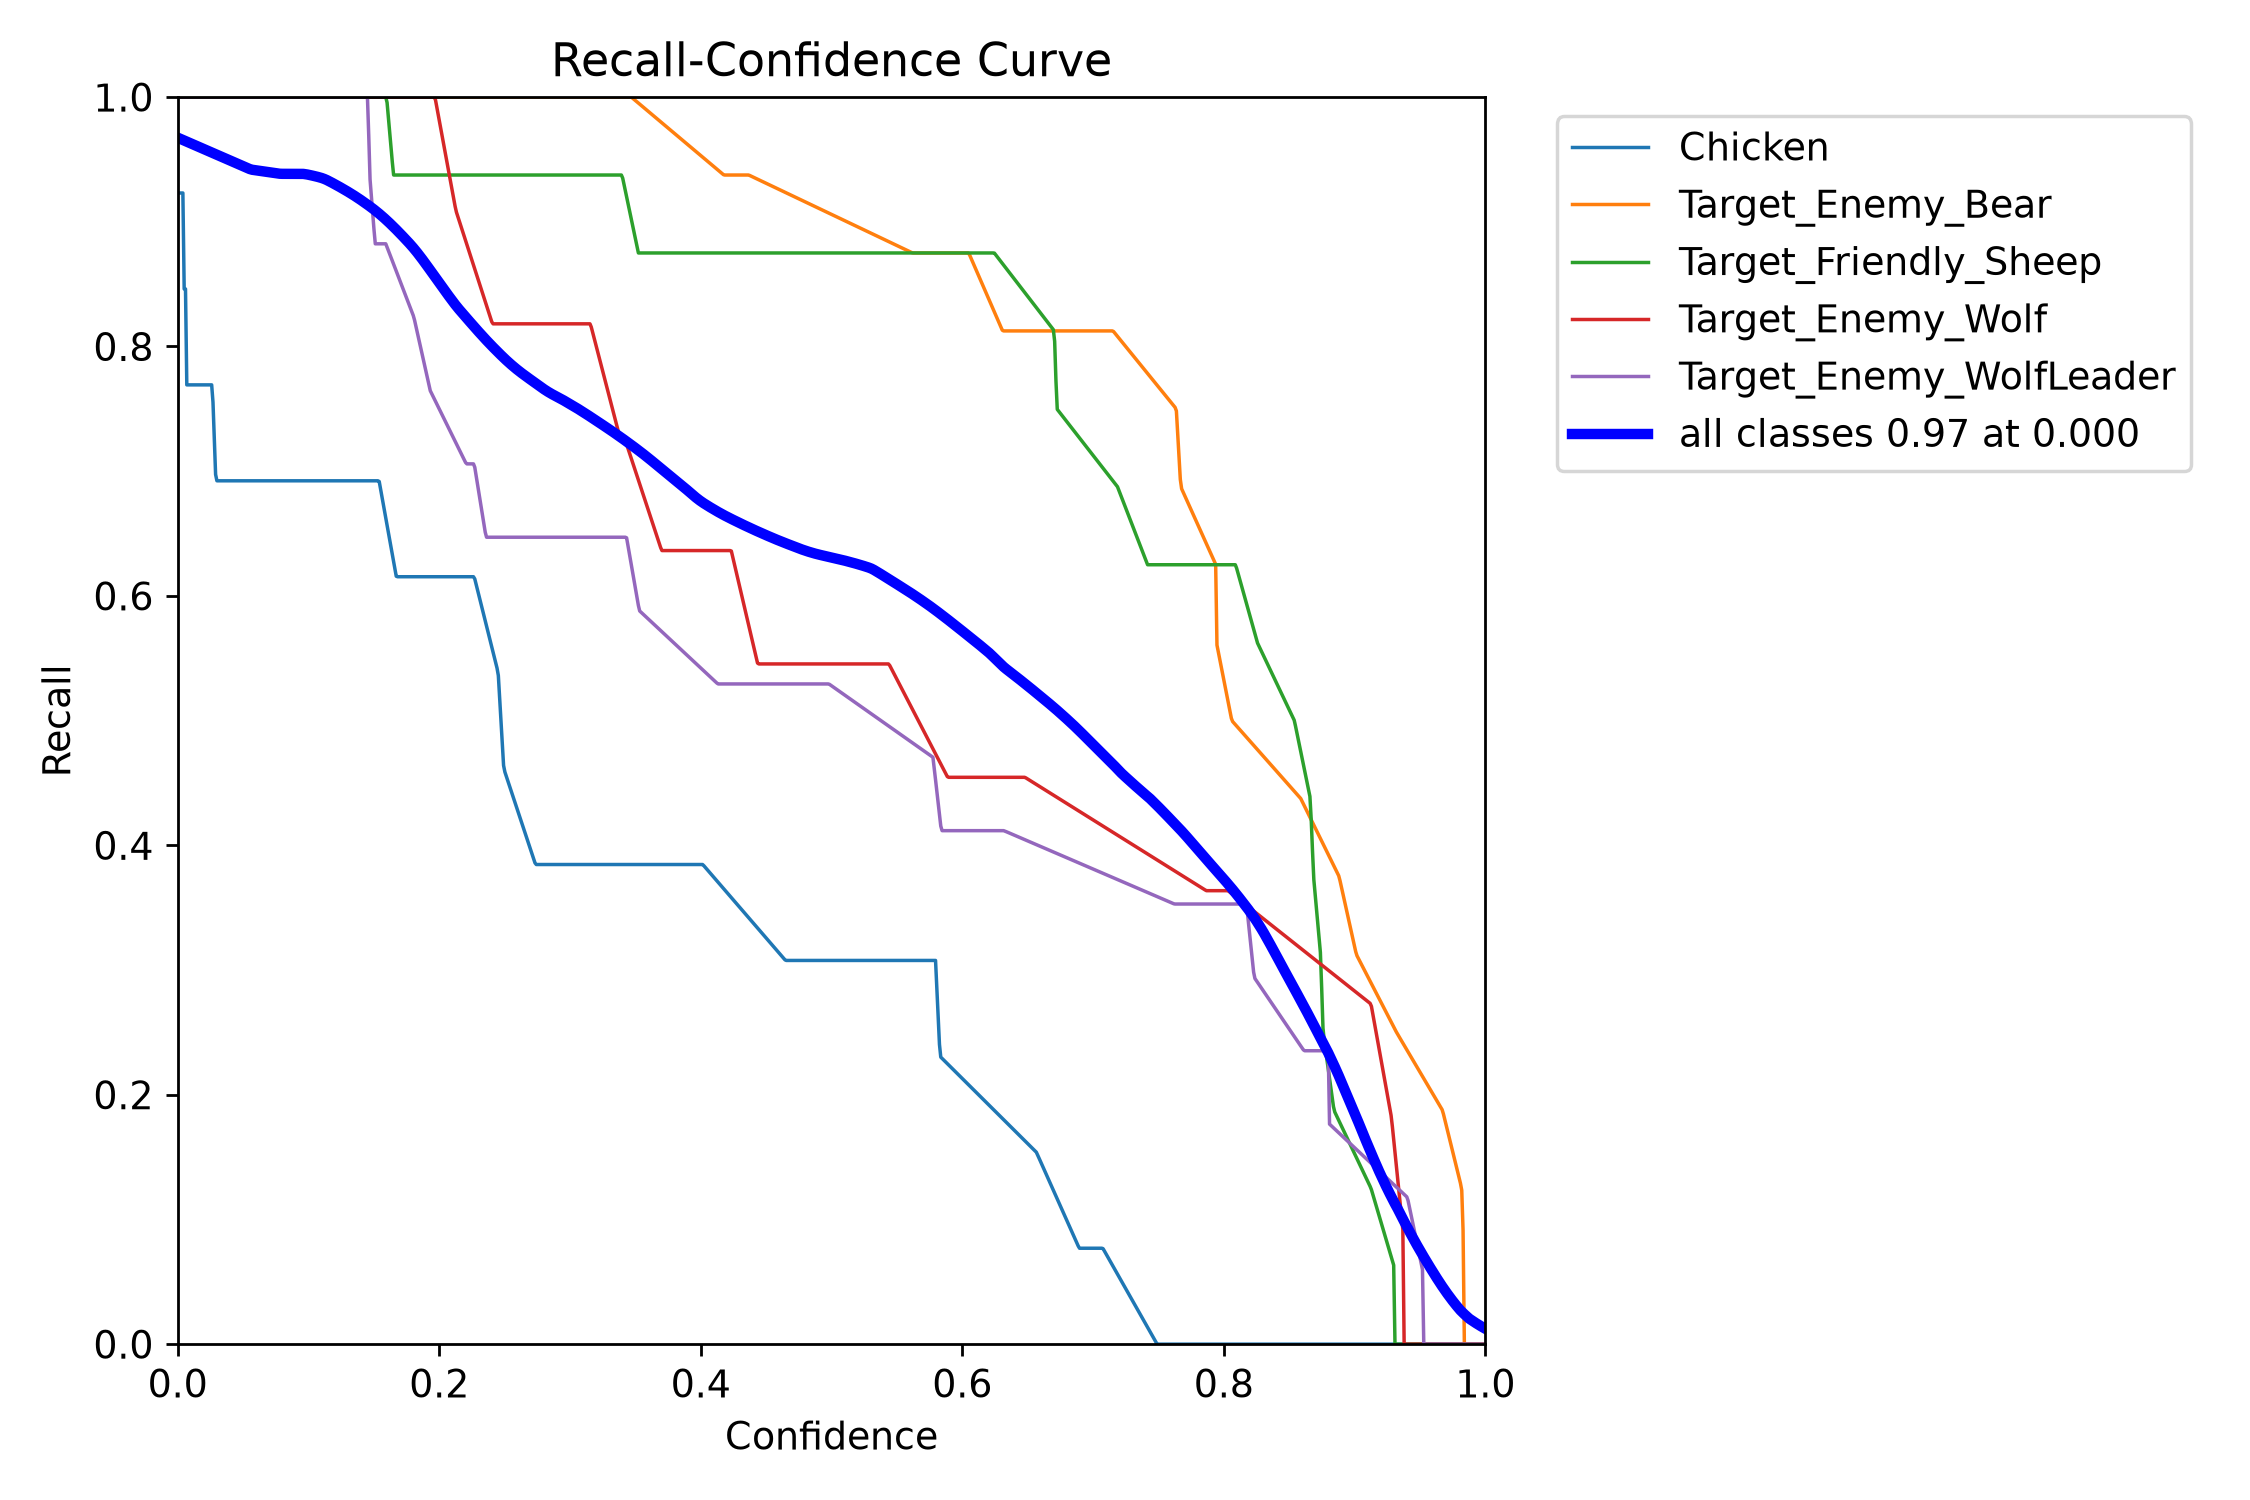 Recall-Confidence Curve
1.0
0.8
0.6
0.4
0.2
0.0
Recall
0.0 0.2 0.4 0.6 0.8 1.0
Confidence
Chicken
Target_Enemy_Bear
Target_Friendly_Sheep
Target_Enemy_Wolf
Target_Enemy_WolfLeader
all classes 0.97 at 0.000